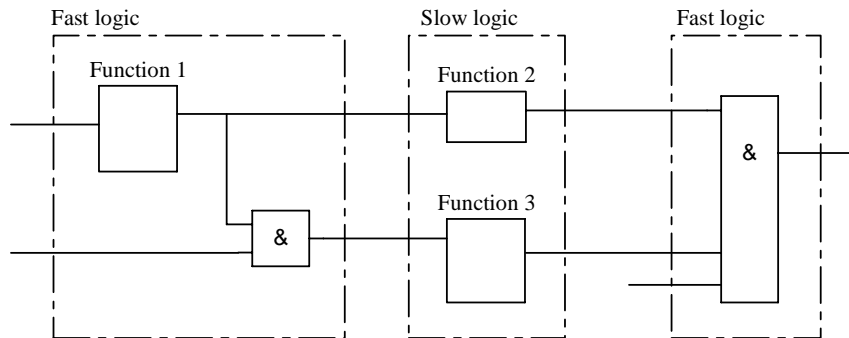 Fast logic
Slow logic
Fast logic
Function 1
Function 2
&
Function 3
&